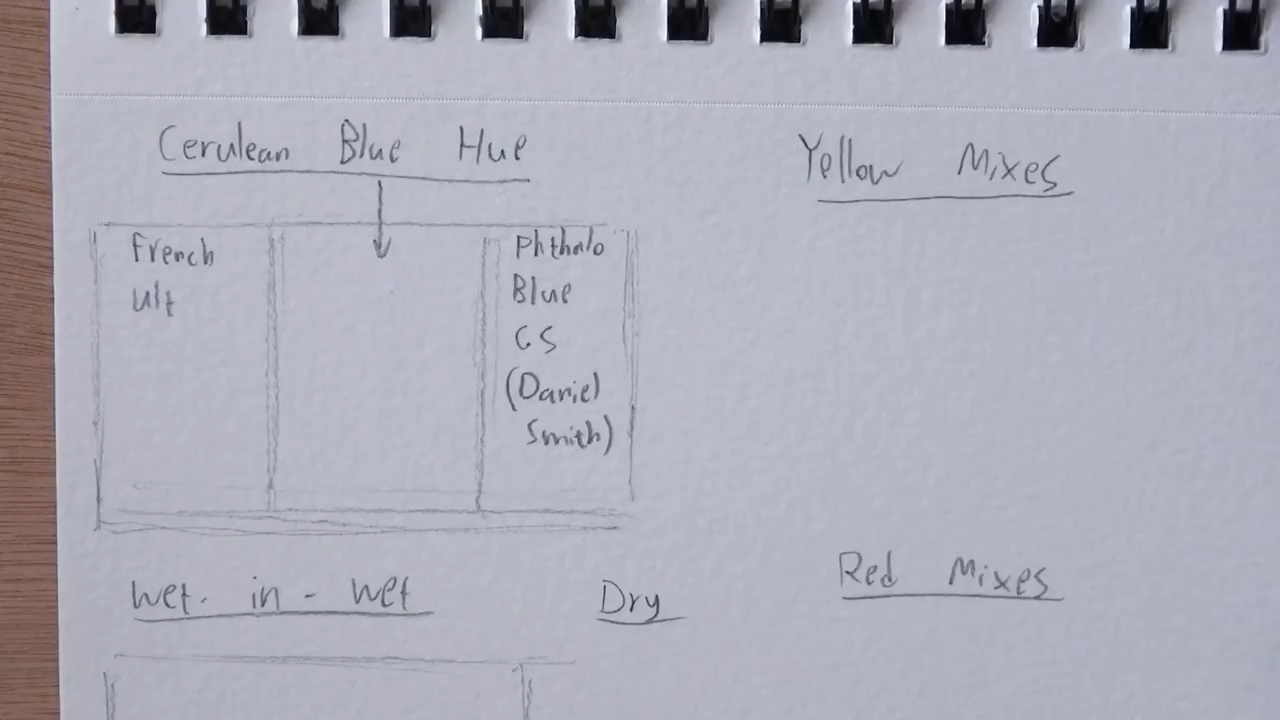 Cerulean Blue Hue
Yellow Mixes
French
Ult
Phthalo
Blue
GS
(Daniel
Smith)
Wet-in-Wet
Dry
Red Mixes